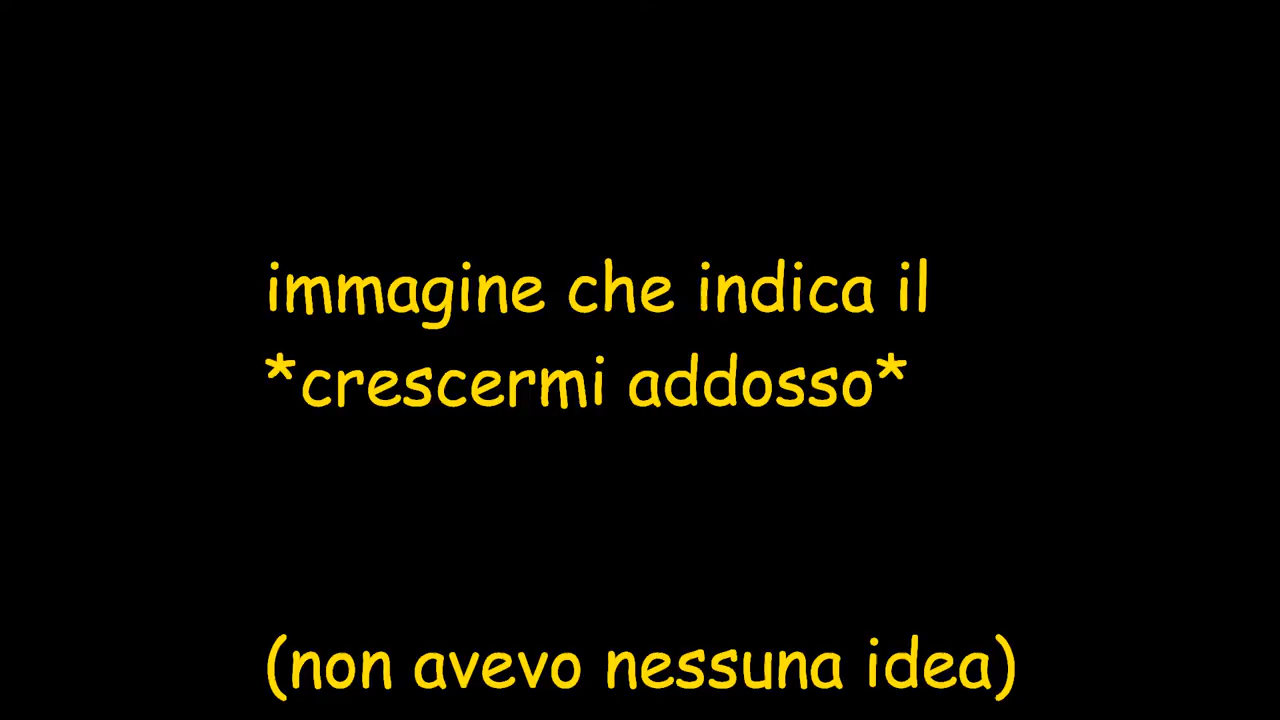 immagine che indica il
*crescermi addosso*
(non avevo nessuna idea)